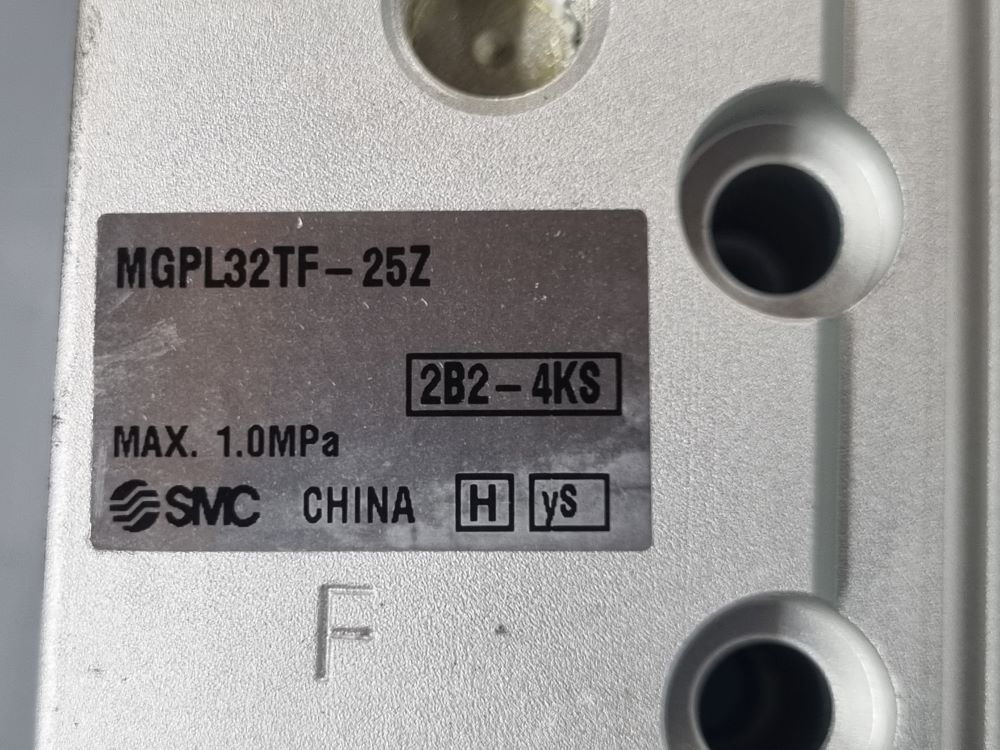 MGPL32TF-25Z
2B2-4KS
MAX. 1.0MPa
SMC CHINA H yS
F